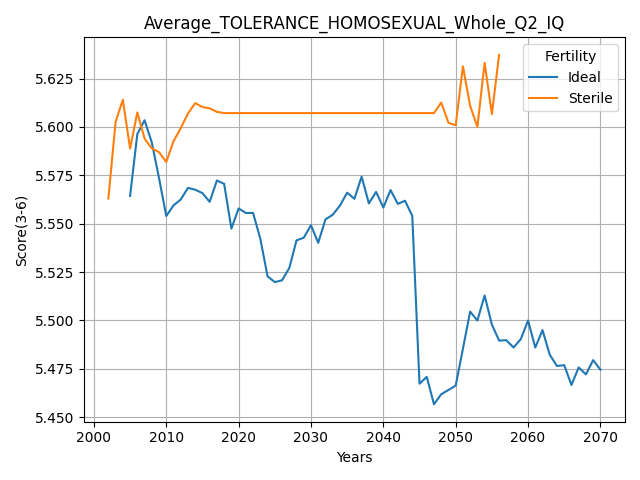 Average_TOLERANCE_HOMOSEXUAL_Whole_Q2_IQ
Fertility
Ideal
Sterile
Score(3-6)
5.625
5.600
5.575
5.550
5.525
5.500
5.475
5.450
2000 2010 2020 2030 2040 2050 2060 2070
Years